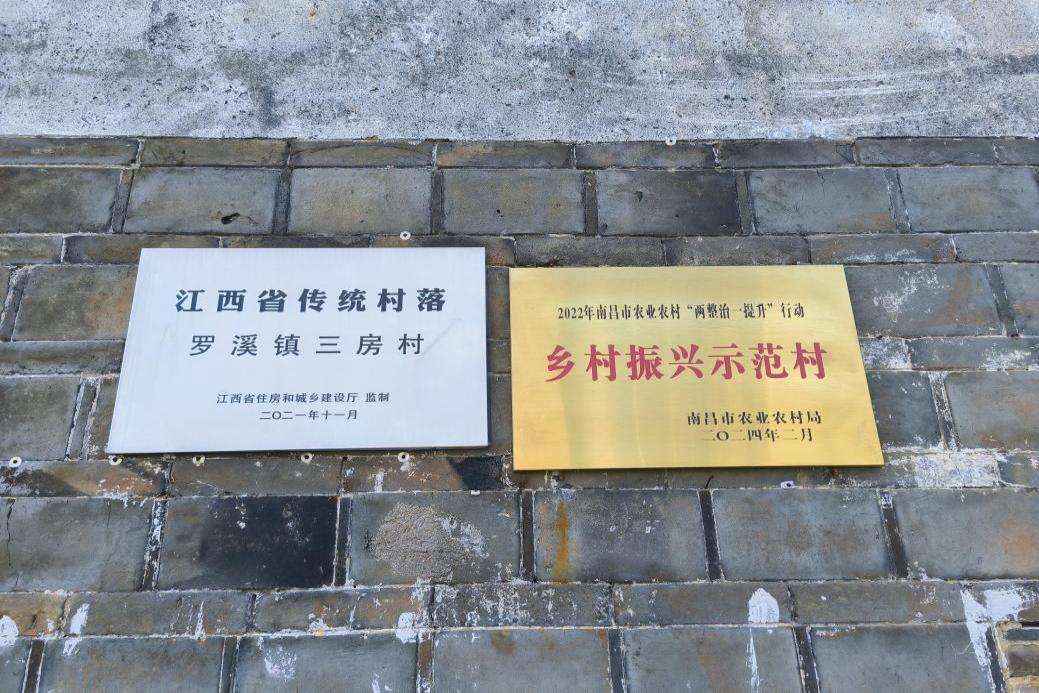 江西省传统村落
罗溪镇三房村
江西省住房和城乡建设厅 监制
二〇二一年十一月
2022年南昌市农业农村“两整治一提升”行动
乡村振兴示范村
南昌市农业农村局
二〇二四年二月